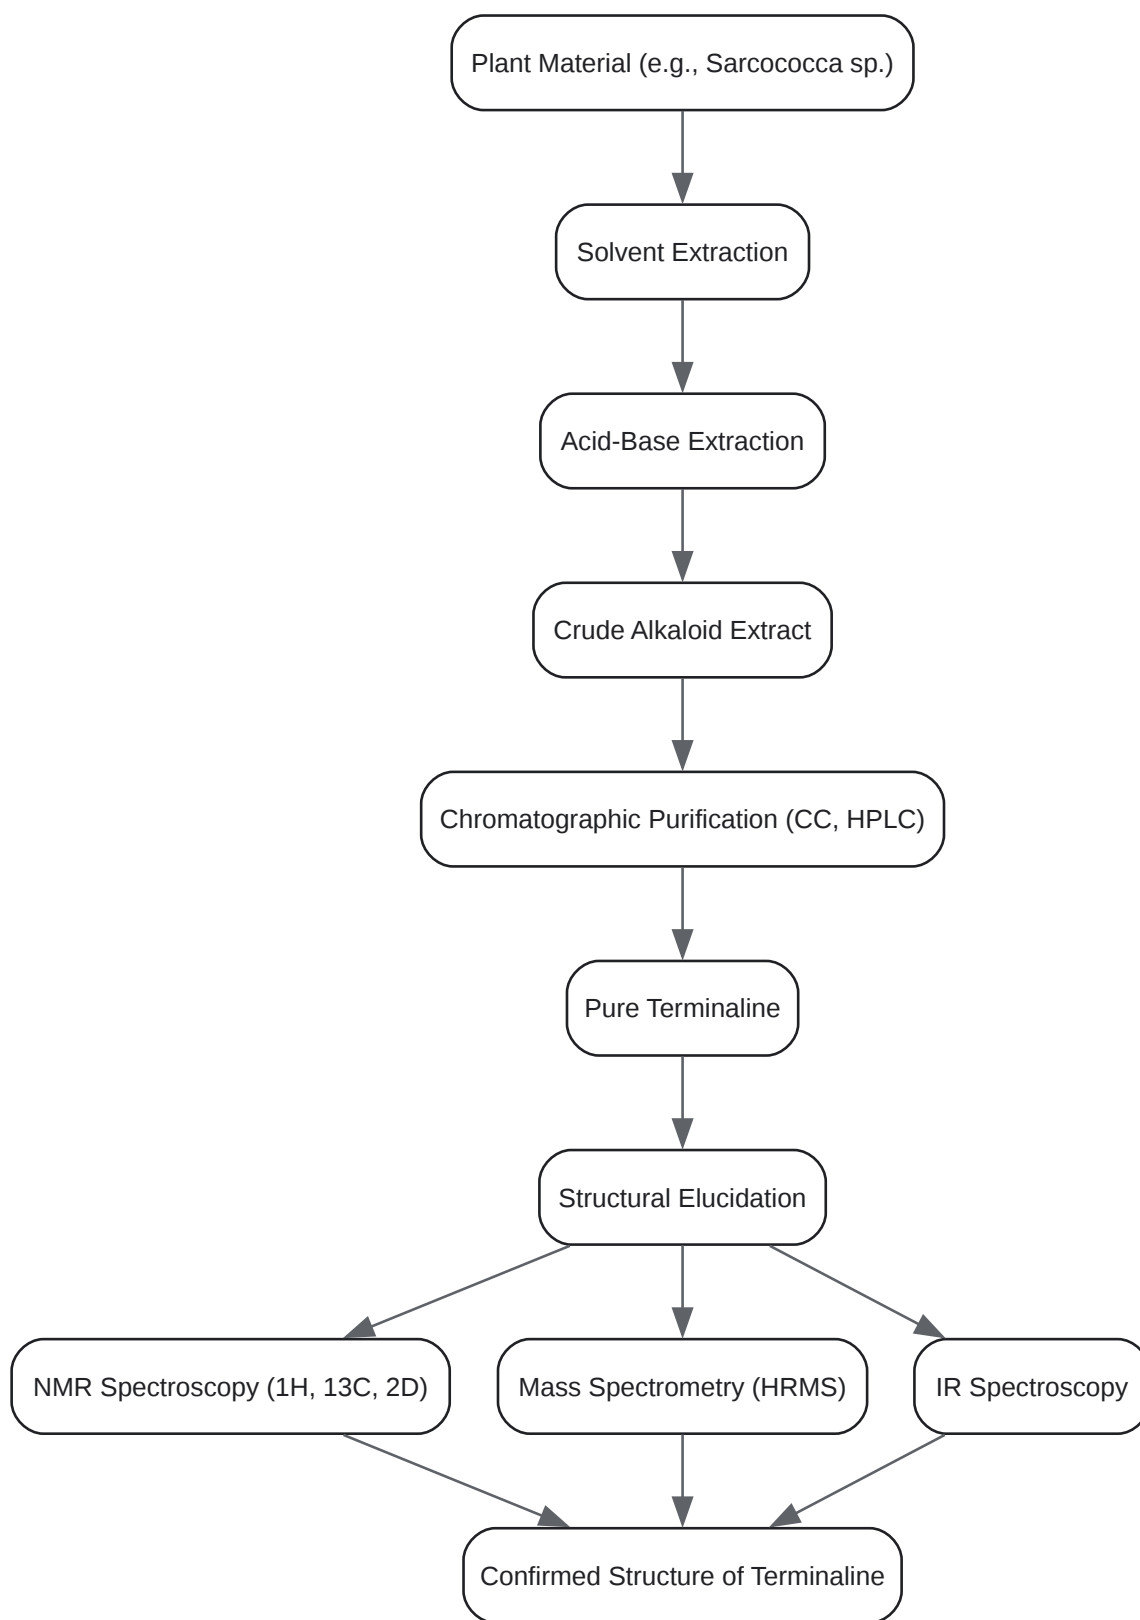 Plant Material (e.g., Sarcococca sp.)
Solvent Extraction
Acid-Base Extraction
Crude Alkaloid Extract
Chromatographic Purification (CC, HPLC)
Pure Terminaline
Structural Elucidation
NMR Spectroscopy (1H, 13C, 2D)
Mass Spectrometry (HRMS)
IR Spectroscopy
Confirmed Structure of Terminaline